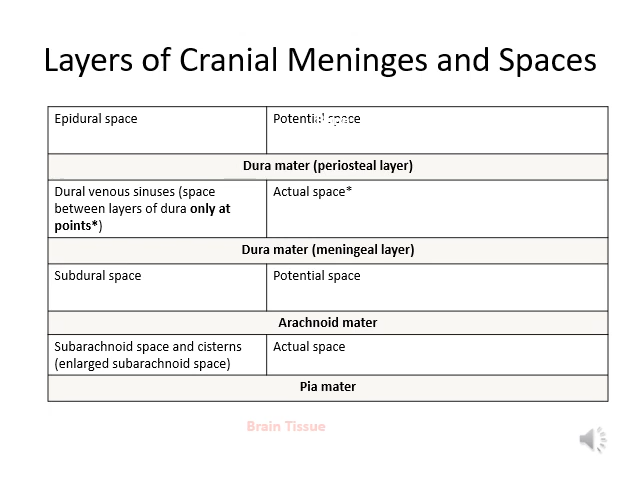 Layers of Cranial Meninges and Spaces
Epidural space
Potential space
Dura mater (periosteal layer)
Dural venous sinuses (space
between layers of dura only at
points*)
Actual space*
Dura mater (meningeal layer)
Subdural space
Potential space
Arachnoid mater
Subarachnoid space and cisterns
(enlarged subarachnoid space)
Actual space
Pia mater
Brain Tissue